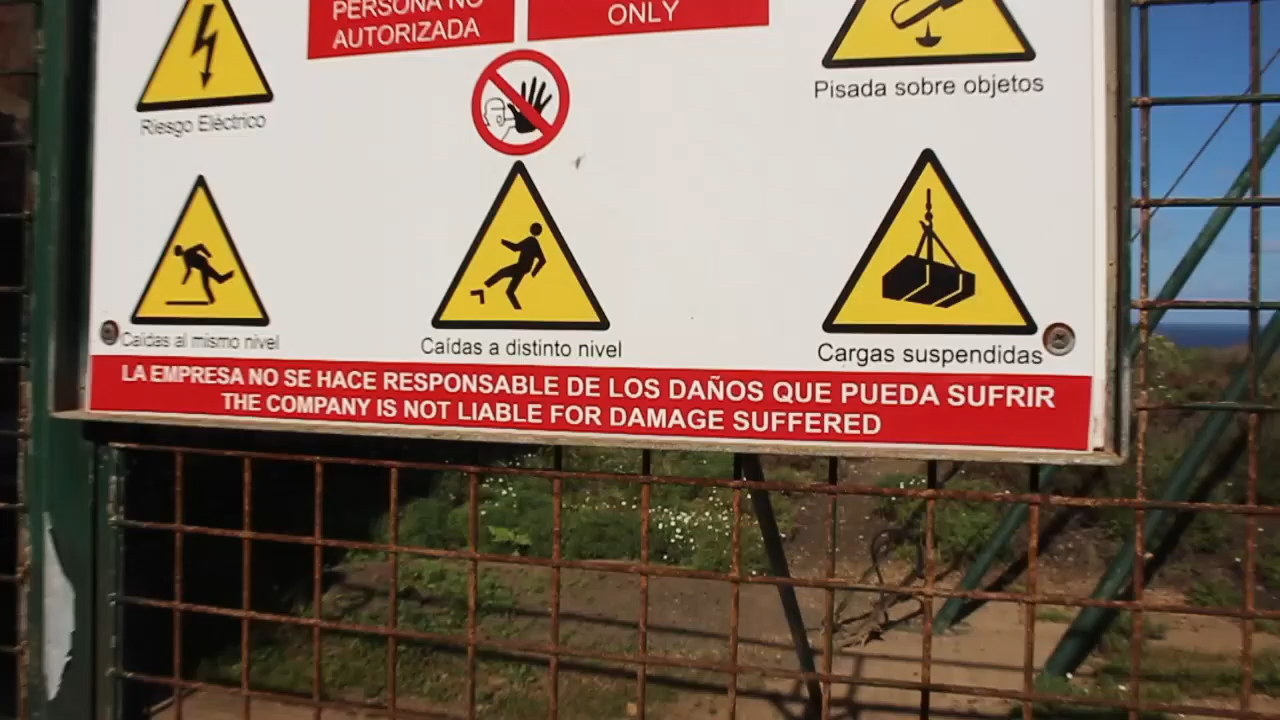 PERSONA NO
AUTORIZADA
ONLY
Riesgo Eléctrico
Pisada sobre objetos
Caídas al mismo nivel
Caídas a distinto nivel
Cargas suspendidas
LA EMPRESA NO SE HACE RESPONSABLE DE LOS DAÑOS QUE PUEDA SUFRIR
THE COMPANY IS NOT LIABLE FOR DAMAGE SUFFERED